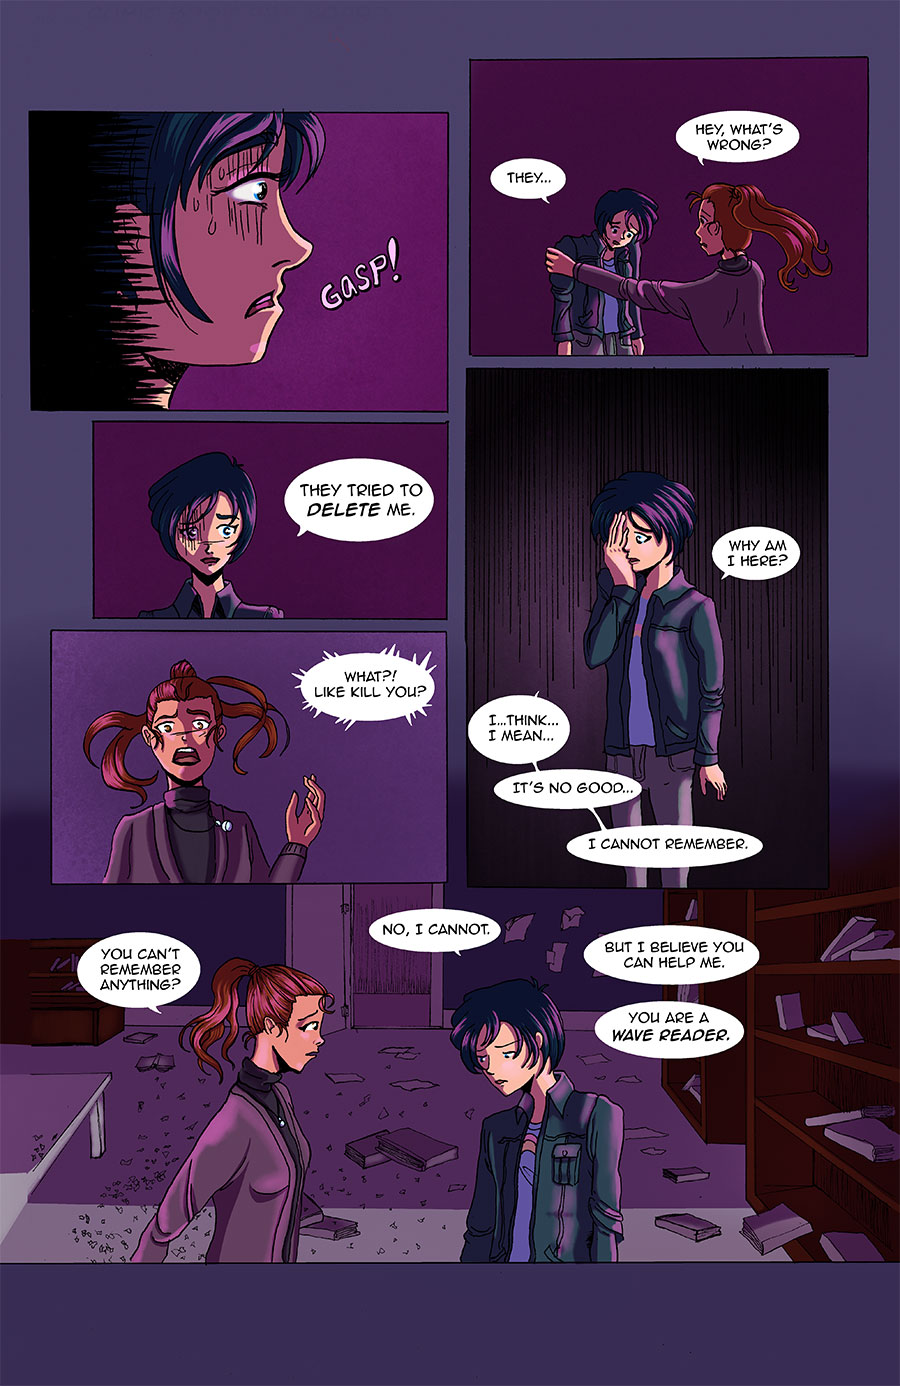 GASP!
HEY, WHAT'S
WRONG?
THEY...
THEY TRIED TO
DELETE ME.
WHAT?!
LIKE KILL YOU?
WHY AM
I HERE?
I...THINK...
I MEAN...
IT'S NO GOOD...
I CANNOT REMEMBER.
YOU CAN'T
REMEMBER
ANYTHING?
NO, I CANNOT.
BUT I BELIEVE YOU
CAN HELP ME.
YOU ARE A
WAVE READER.